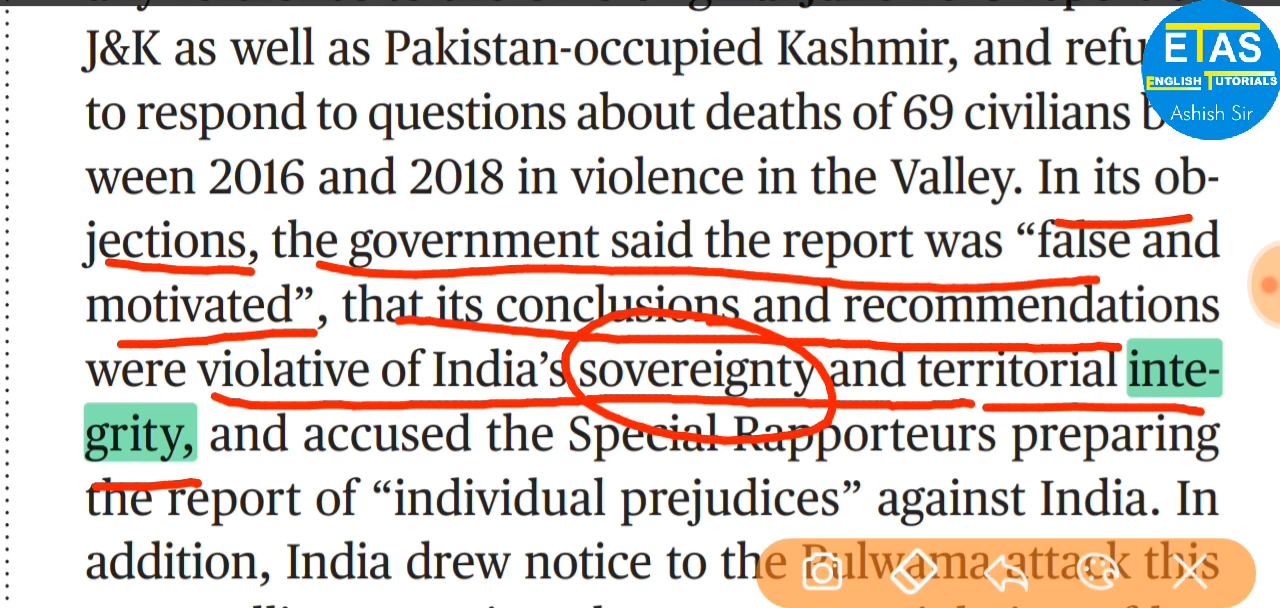 J&K as well as Pakistan-occupied Kashmir, and
to respond to questions about deaths of 69 civilians
ween 2016 and 2018 in violence in the Valley. In its ob-
jections, the government said the report was “false and
motivated”, that its conclusions and recommendations
were violative of India’s sovereignty and territorial inte-
grity, and accused the Special Rapporteurs preparing
the report of “individual prejudices” against India. In
addition, India drew notice to the Pulwama attack this
ETAS
ENGLISH TUTORIALS
Ashish Sir